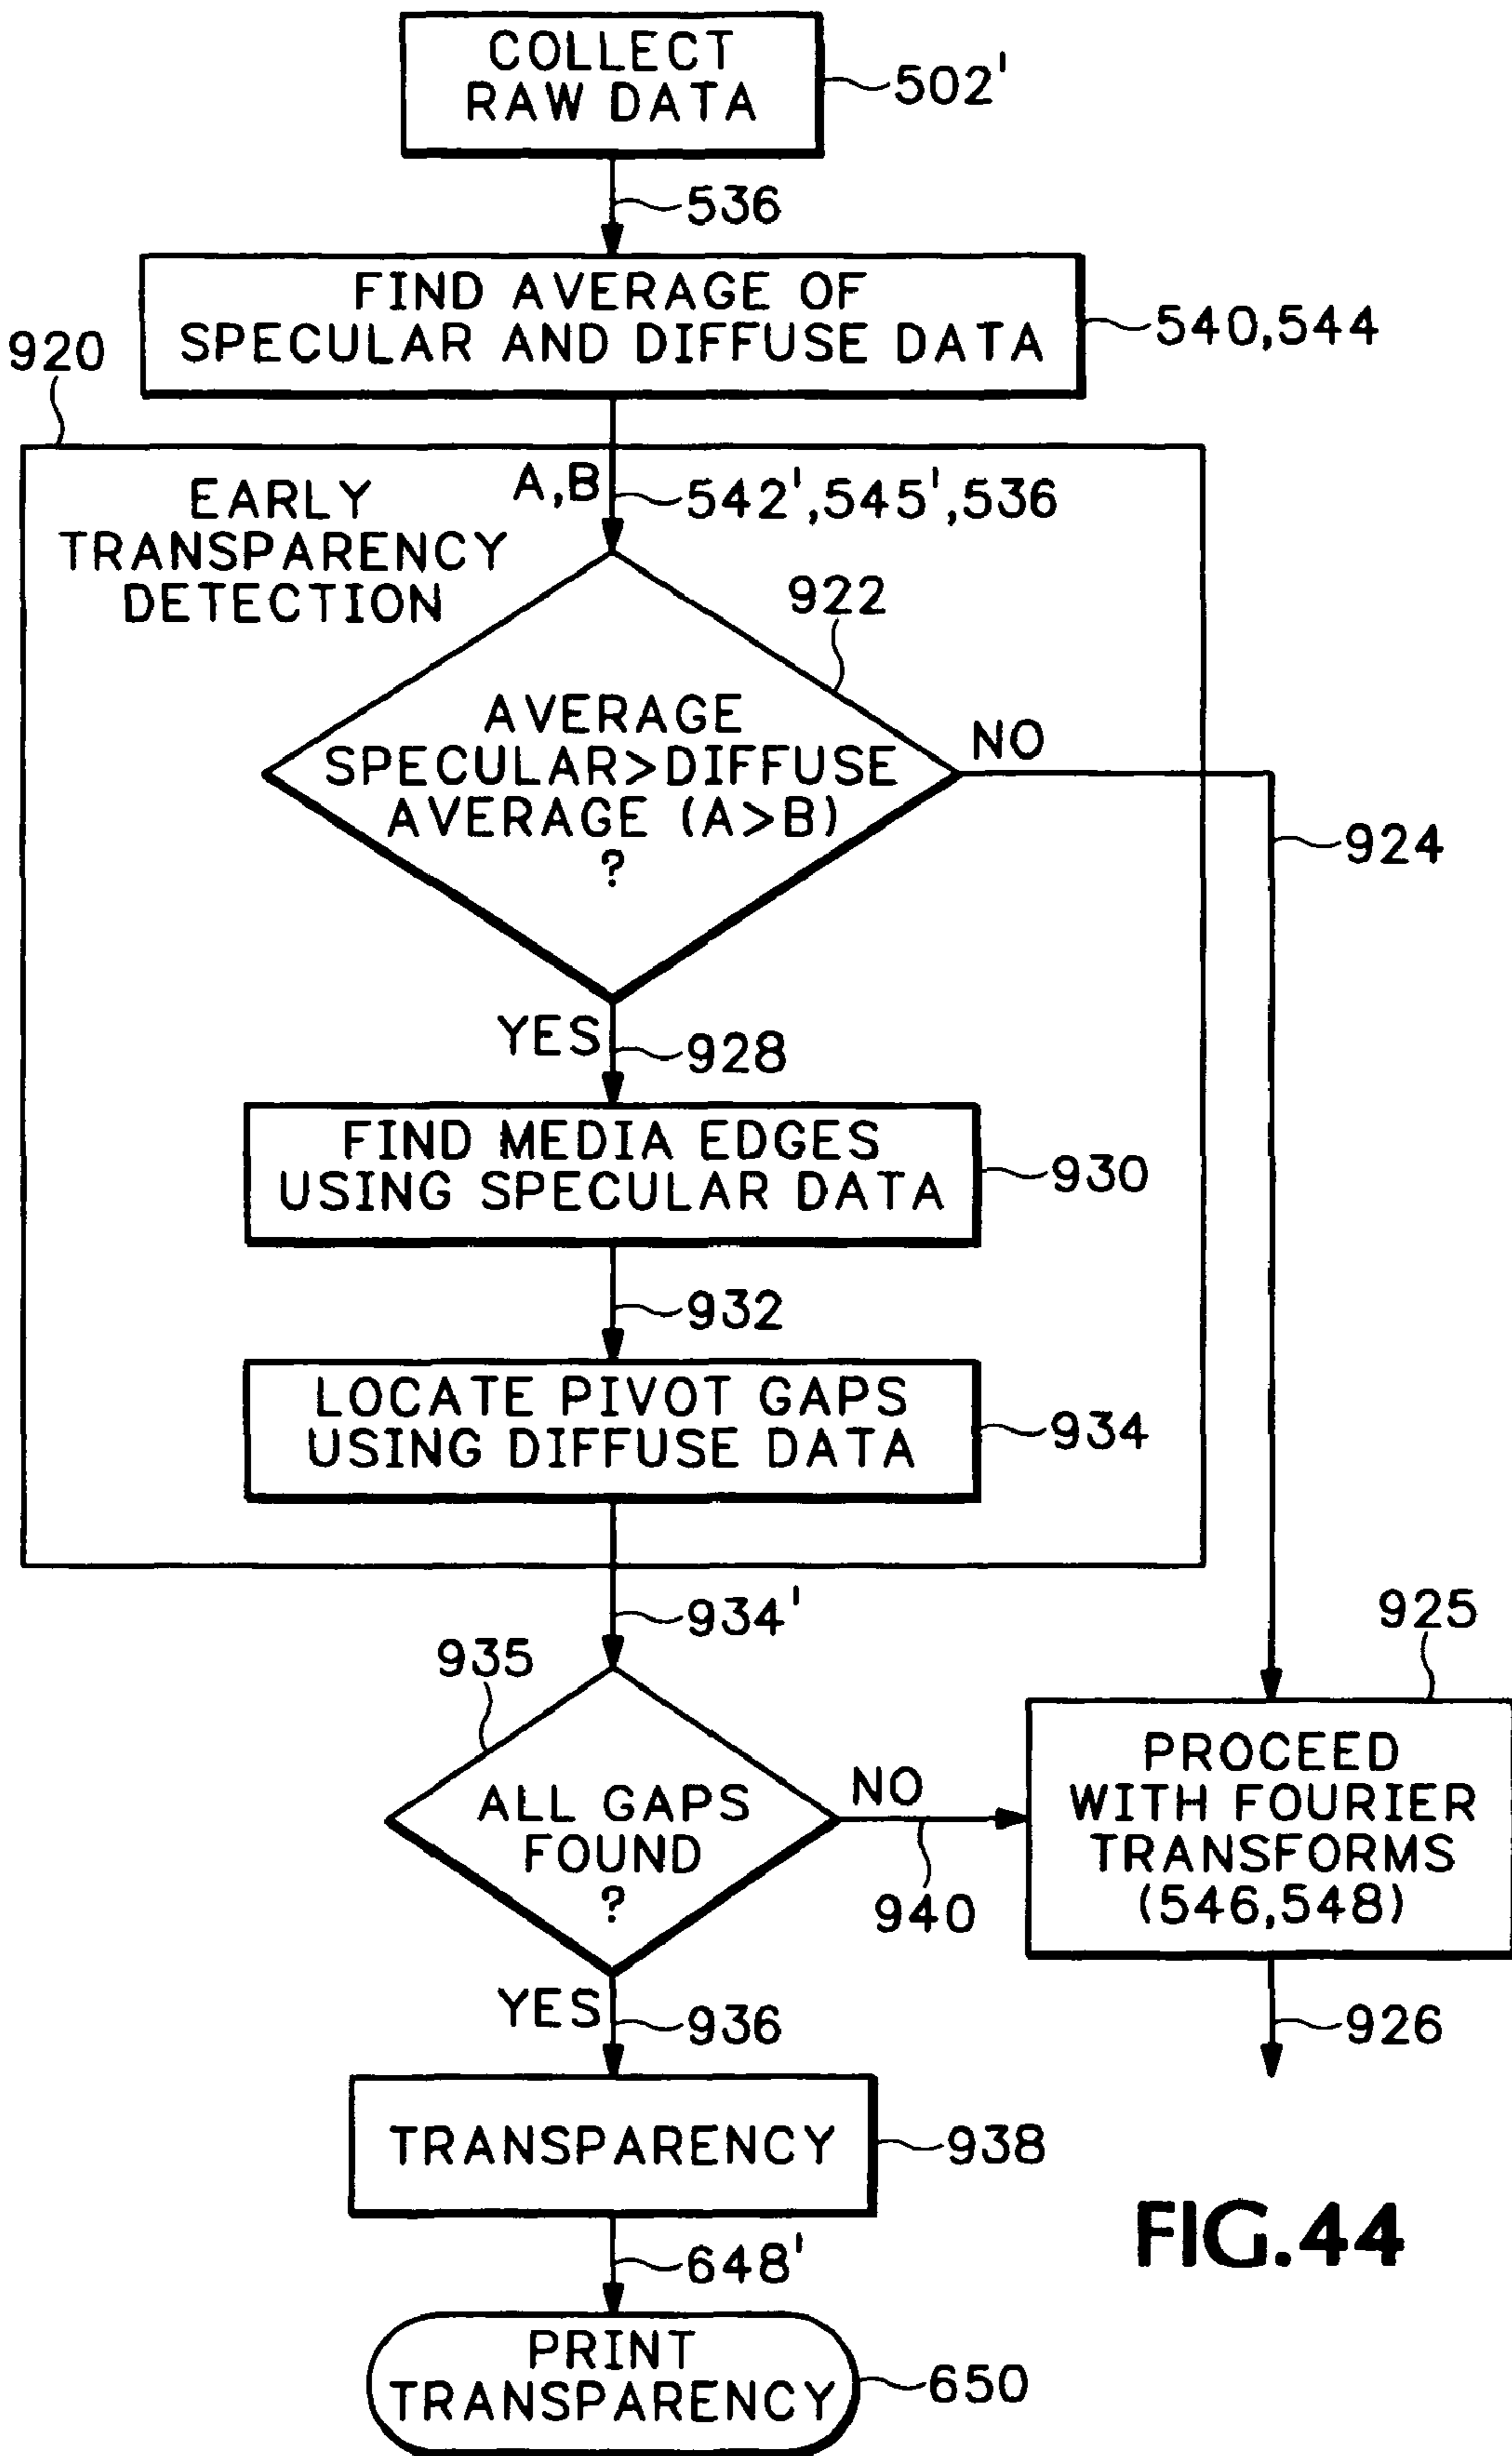 COLLECT
RAW DATA
502'
536
FIND AVERAGE OF
SPECULAR AND DIFFUSE DATA
540,544
920
EARLY
TRANSPARENCY
DETECTION
A,B
542',545',536
922
AVERAGE
SPECULAR>DIFFUSE
AVERAGE (A>B)
?
NO
924
YES
928
FIND MEDIA EDGES
USING SPECULAR DATA
930
932
LOCATE PIVOT GAPS
USING DIFFUSE DATA
934
934'
935
ALL GAPS
FOUND
?
NO
940
925
PROCEED
WITH FOURIER
TRANSFORMS
(546,548)
926
YES
936
TRANSPARENCY
938
648'
PRINT
TRANSPARENCY
650
FIG.44